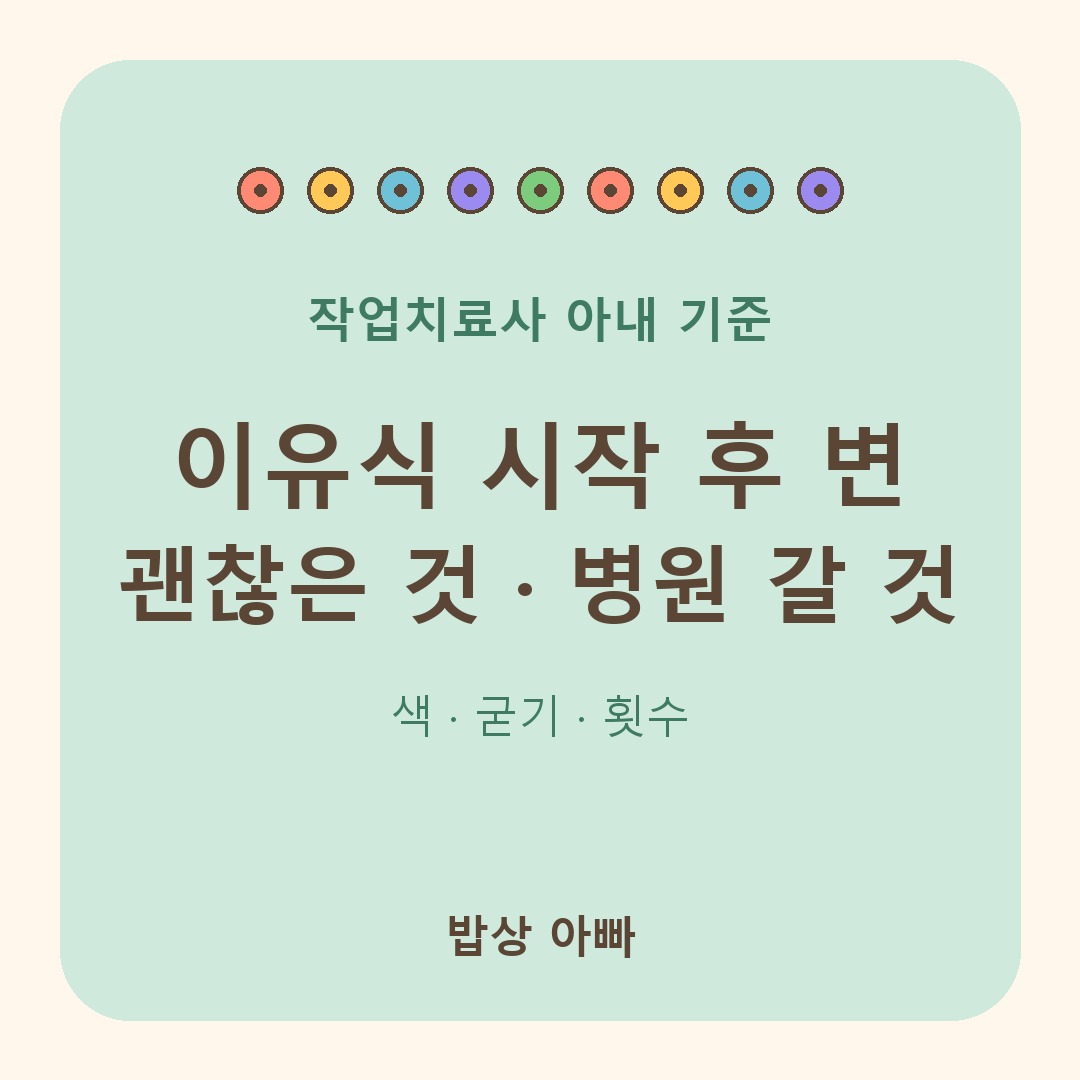 작업치료사 아내 기준
이유식 시작 후 변
괜찮은 것 · 병원 갈 것
색 · 굳기 · 횟수
밥상 아빠